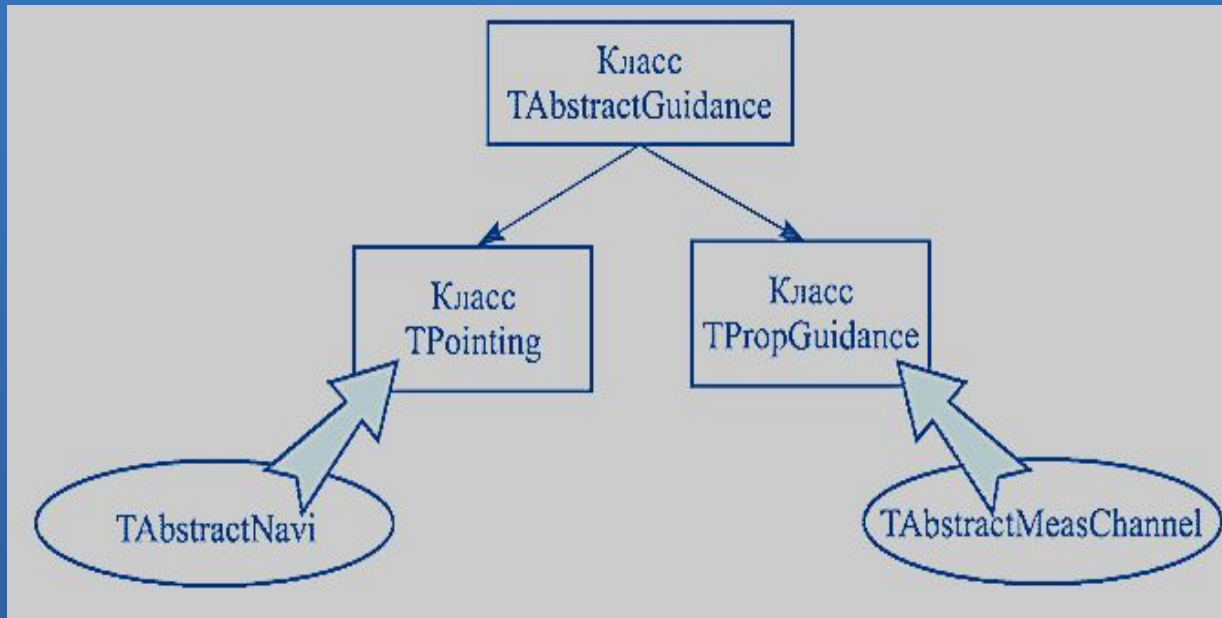 Класс
TAbstractGuidance
Класс
TPointing
Класс
TPropGuidance
TAbstractNavi
TAbstractMeasChannel